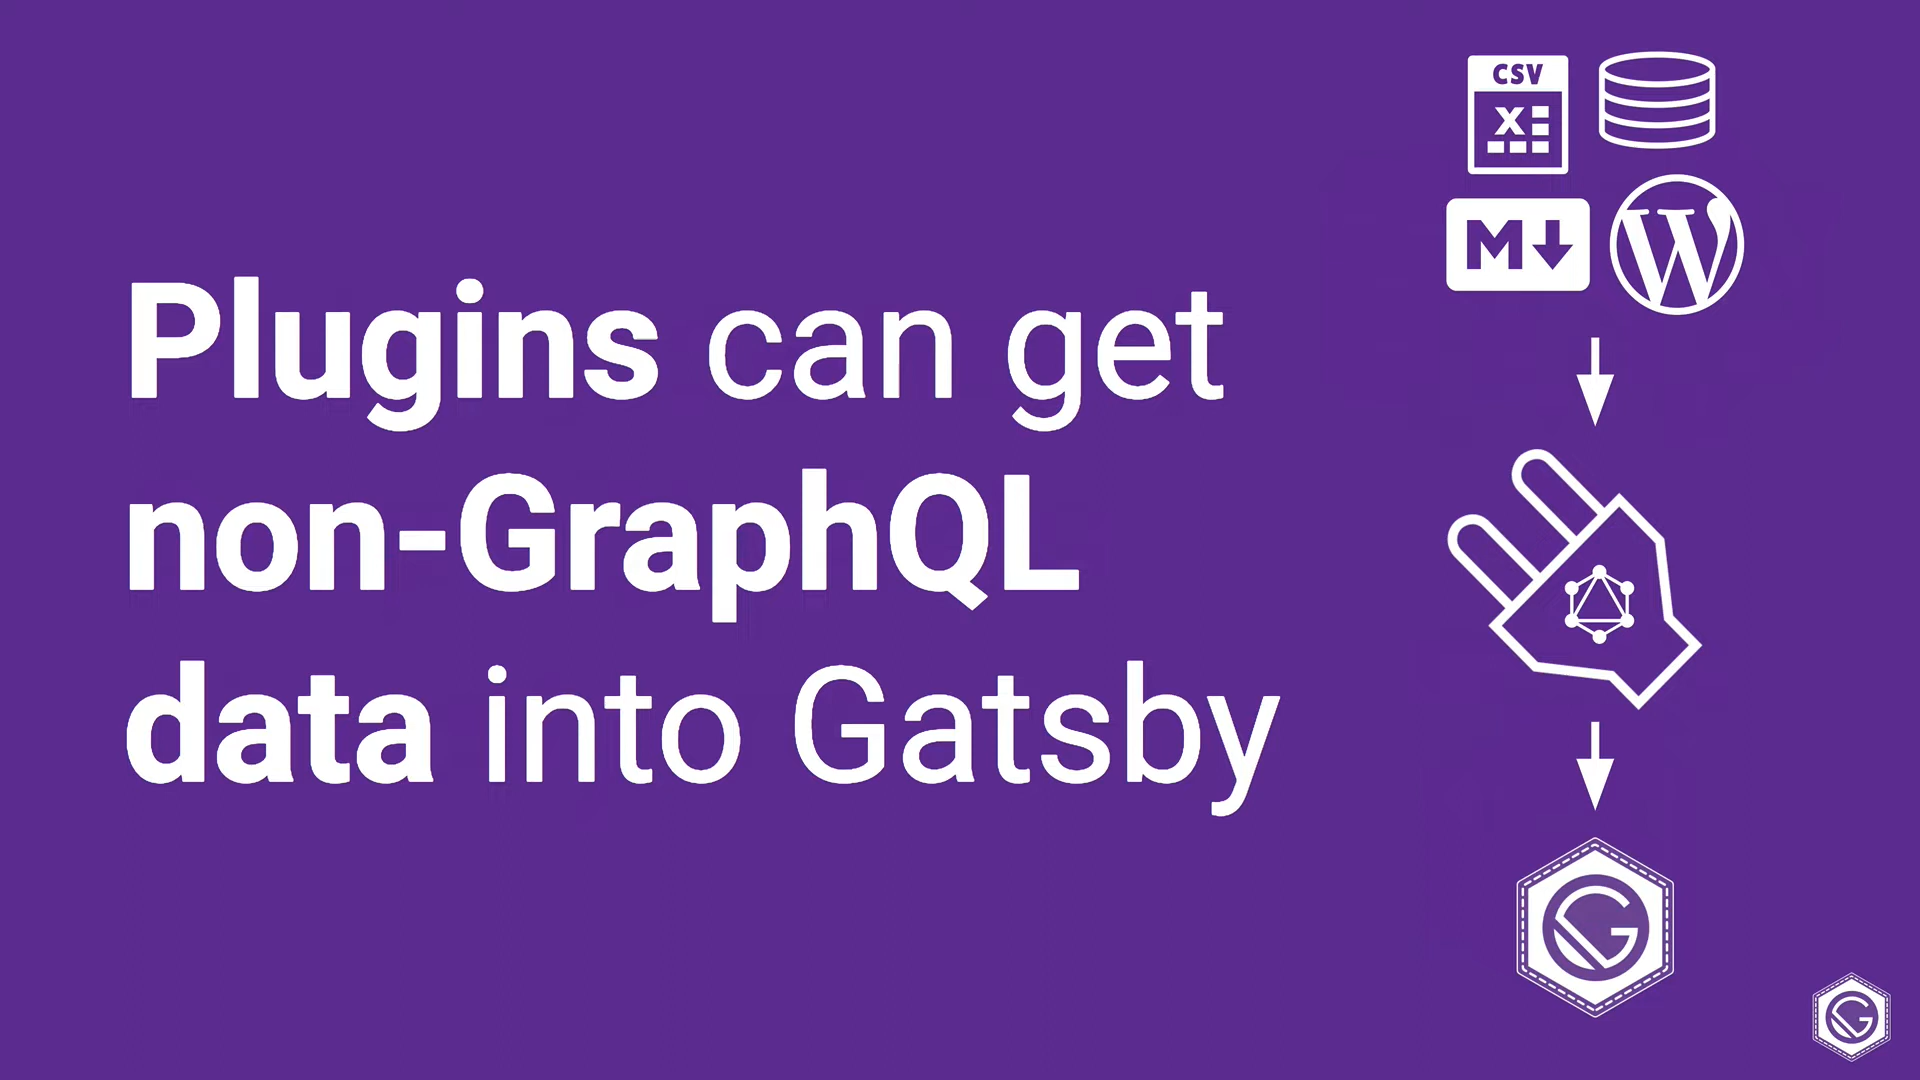 Plugins can get
non-GraphQL
data into Gatsby
CSV
X
M
W
G
G